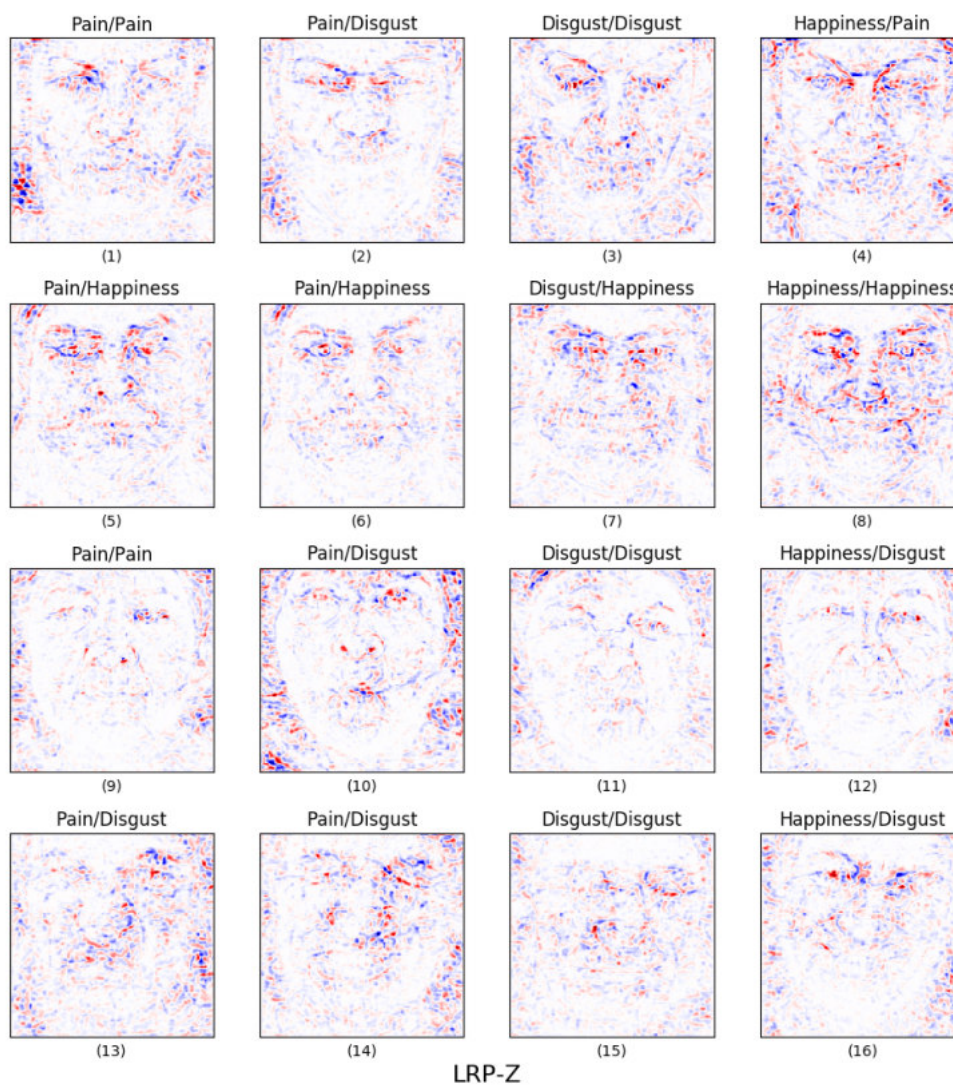 Pain/Pain Pain/Disgust Disgust/Disgust Happiness/Pain
(1) (2) (3) (4)
Pain/Happiness Pain/Happiness Disgust/Happiness Happiness/Happiness
(5) (6) (7) (8)
Pain/Pain Pain/Disgust Disgust/Disgust Happiness/Disgust
(9) (10) (11) (12)
Pain/Disgust Pain/Disgust Disgust/Disgust Happiness/Disgust
(13) (14) (15) (16)
LRP-Z